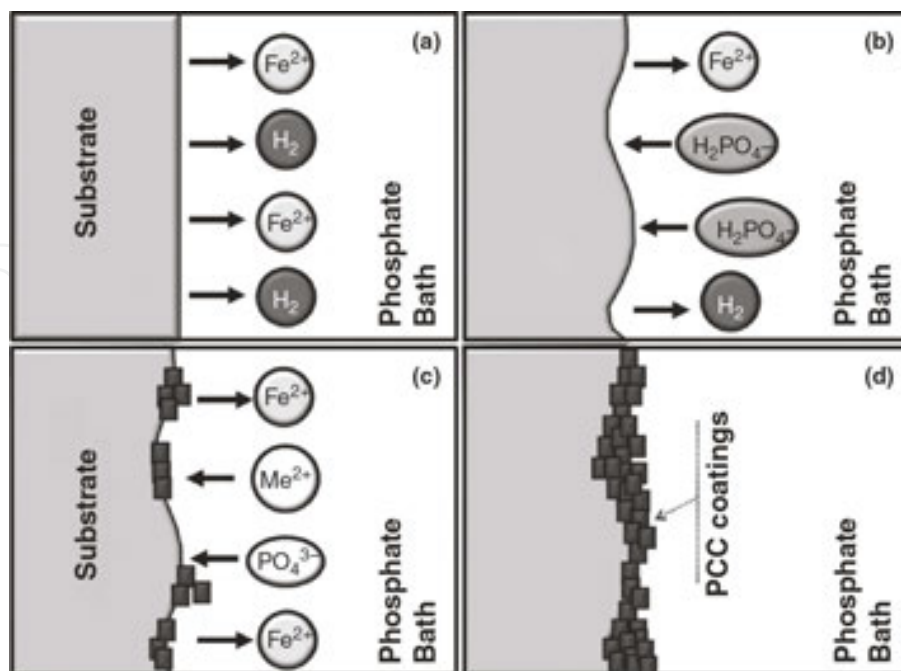 (a)
Substrate
Fe²⁺
H₂
Fe²⁺
H₂
Phosphate
Bath
(b)
Fe²⁺
H₂PO₄⁻
H₂PO₄⁻
H₂
Phosphate
Bath
(c)
Substrate
Fe²⁺
Me²⁺
PO₄³⁻
Fe²⁺
Phosphate
Bath
(d)
PCC coatings
Phosphate
Bath